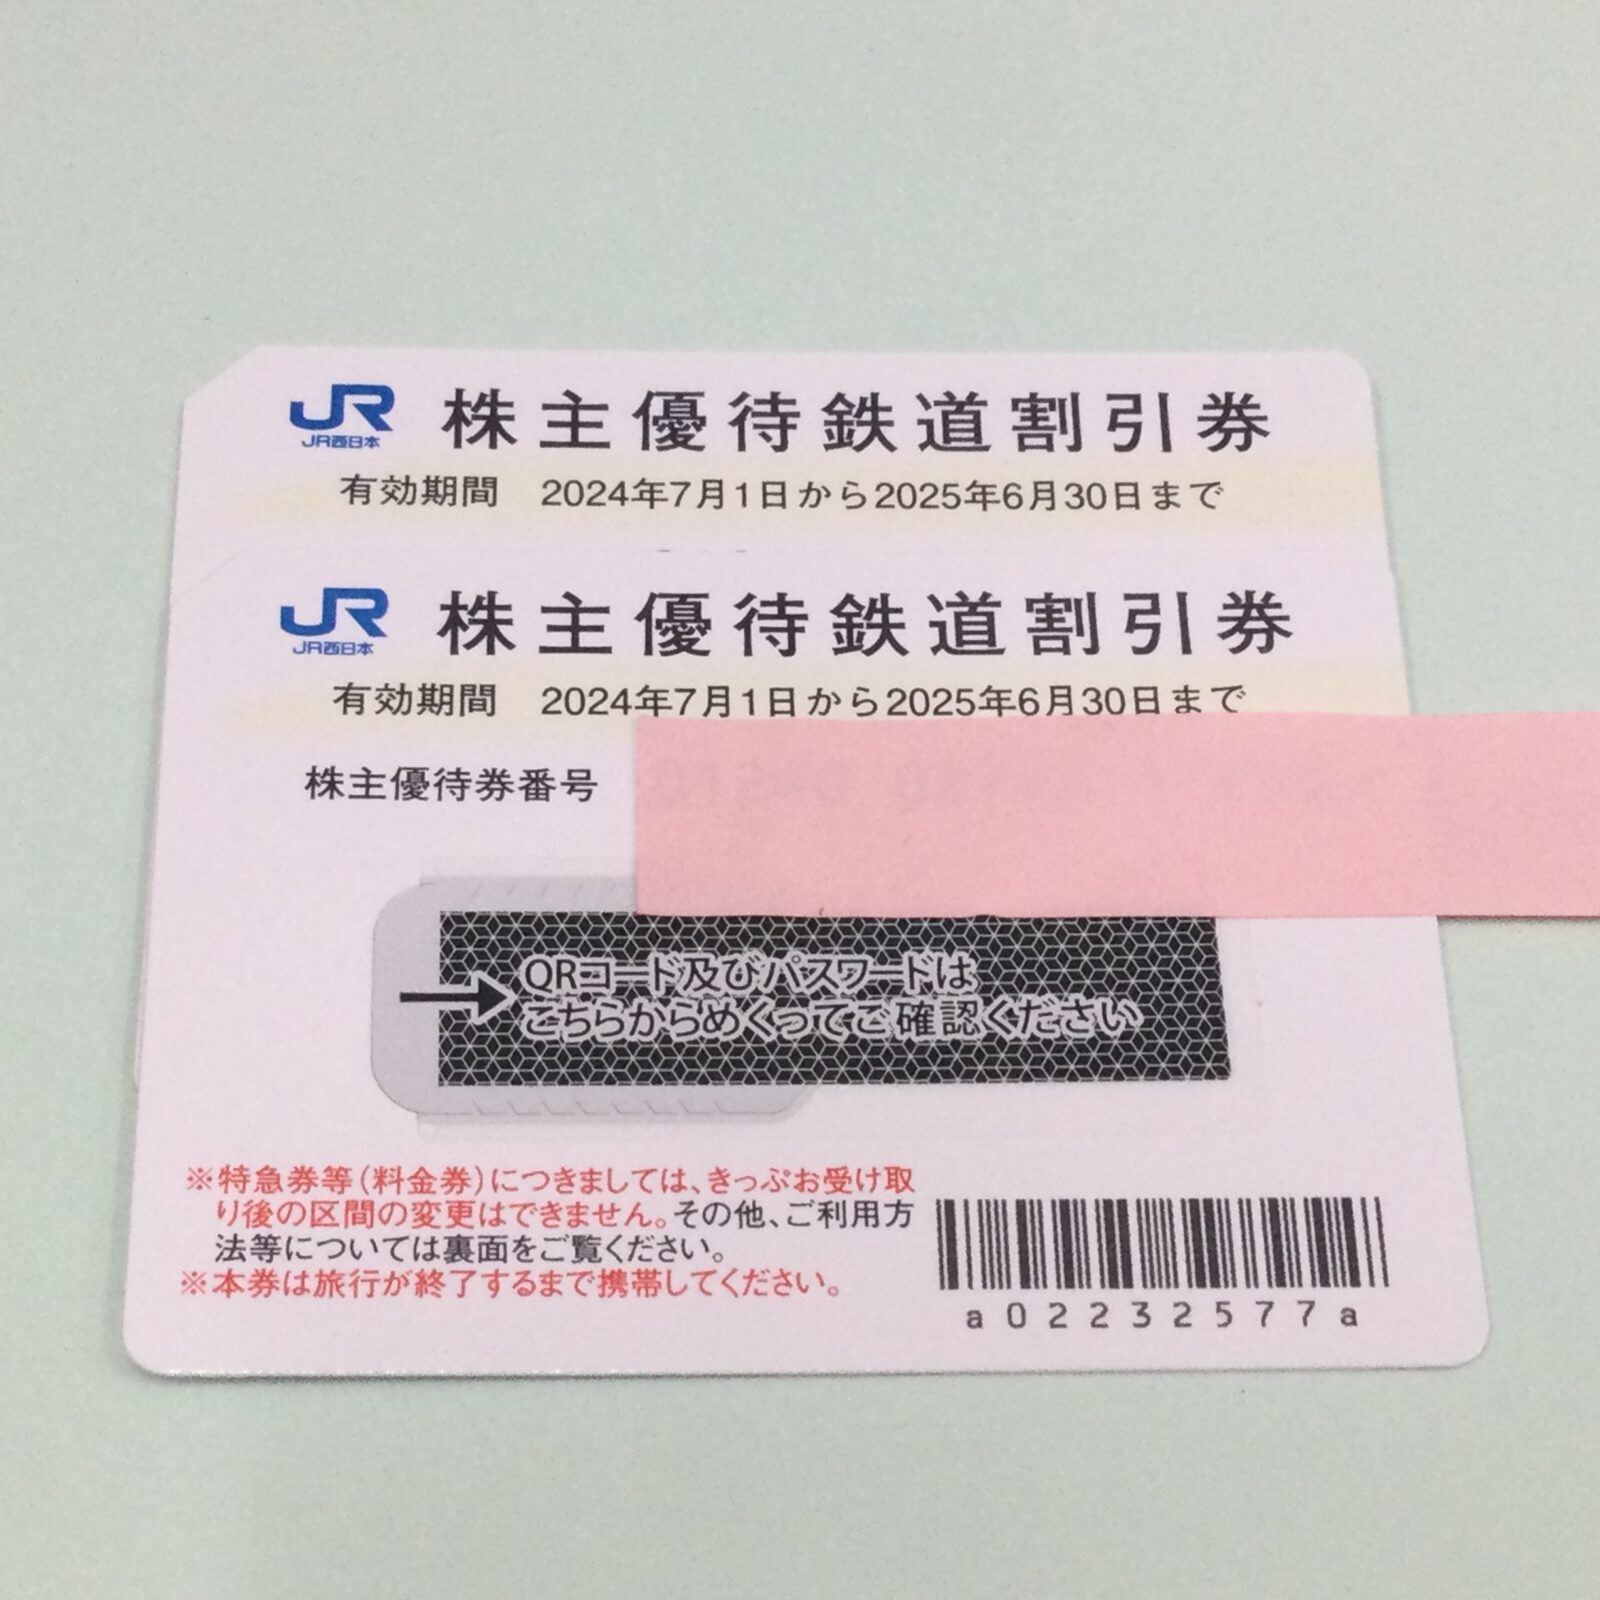 JR 株主優待鉄道割引券
JR西日本
有効期間 2024年7月1日から2025年6月30日まで
JR 株主優待鉄道割引券
JR西日本
有効期間 2024年7月1日から2025年6月30日まで
株主優待券番号
QRコード及びパスワードは
こちらからめくってご確認ください
※特急券等(料金券)につきましては、きっぷお受け取
り後の区間の変更はできません。その他、ご利用方
法等については裏面をご覧ください。
※本券は旅行が終了するまで携帯してください。
a02232577a